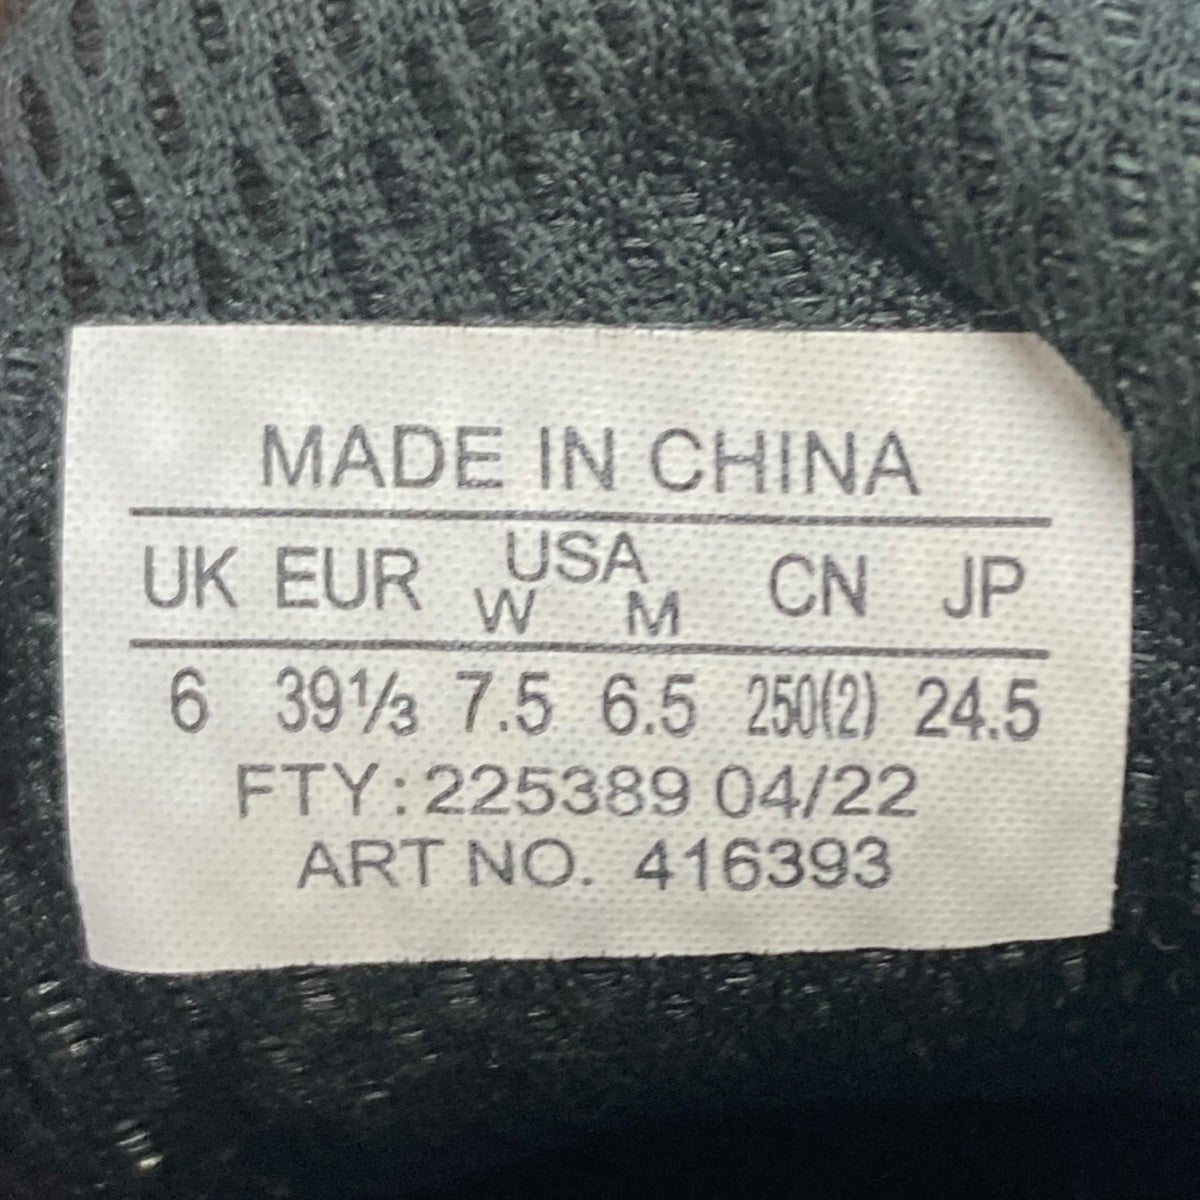 MADE IN CHINA
UK EUR USA CN JP
W M
6 39⅓ 7.5 6.5 250(2) 24.5
FTY: 225389 04/22
ART NO. 416393